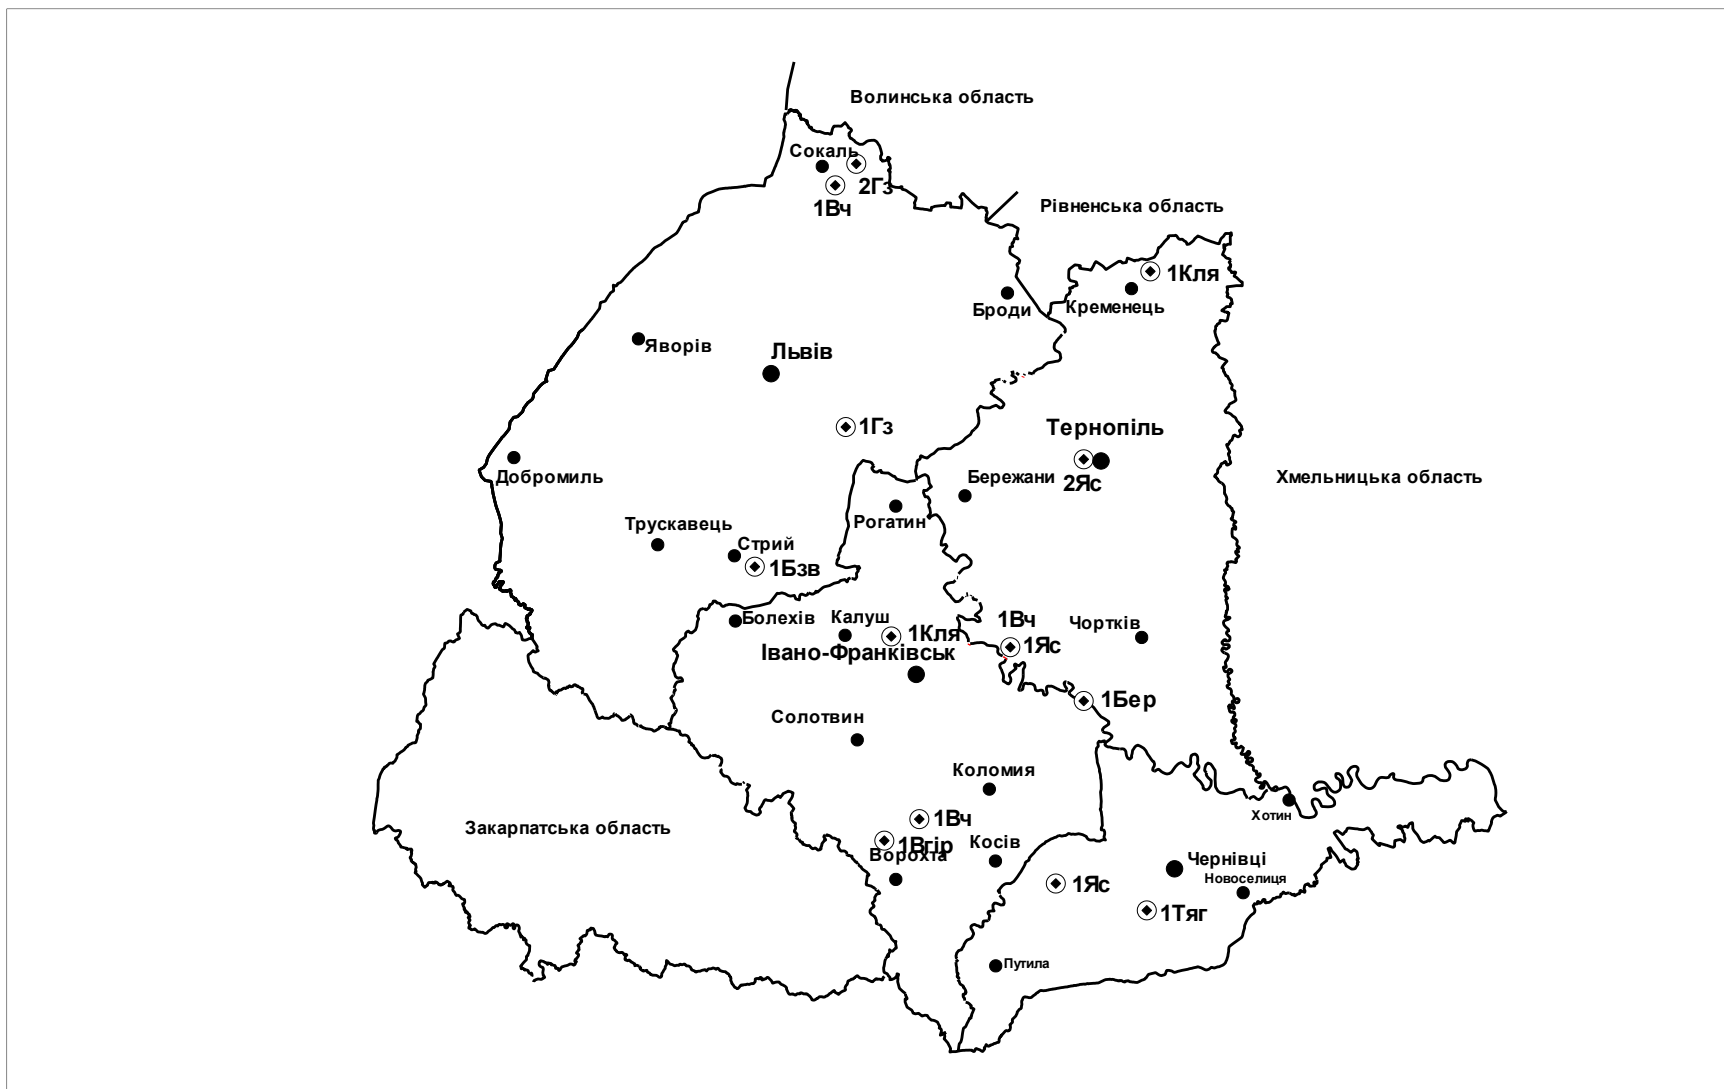 Волинська область
Сокаль
2Гз
1Вч
Рівненська область
1Кля
Кременець
Броди
Яворів
Львів
1Гз
Тернопіль
2Яс
Бережани
Хмельницька область
Добромиль
Рогатин
Трускавець
Стрий
1Бзв
Болехів
Калуш
1Кля
Івано-Франківськ
1Вч
1Яс
Чортків
1Бер
Солотвин
Коломия
Хотин
Закарпатська область
1Вч
1Вгір
Ворохта
Косів
Чернівці
Новоселиця
1Яс
1Тяг
Путила